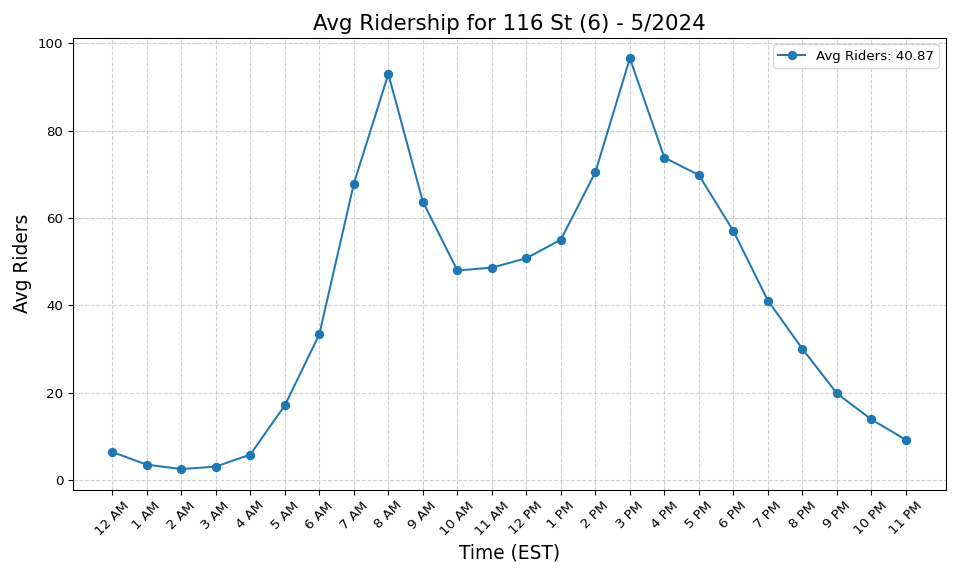 Avg Ridership for 116 St (6) - 5/2024
Avg Riders: 40.87
Avg Riders
100
80
60
40
20
0
12 AM
1 AM
2 AM
3 AM
4 AM
5 AM
6 AM
7 AM
8 AM
9 AM
10 AM
11 AM
12 PM
1 PM
2 PM
3 PM
4 PM
5 PM
6 PM
7 PM
8 PM
9 PM
10 PM
11 PM
Time (EST)